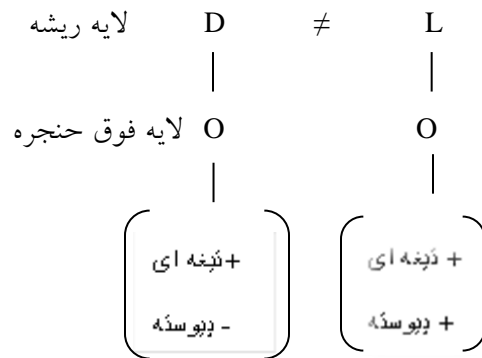 لایه ریشه D ≠ L
لایه فوق حنجره O O
+تیغه ای + تیغه ای
- پیوسته + پیوسته